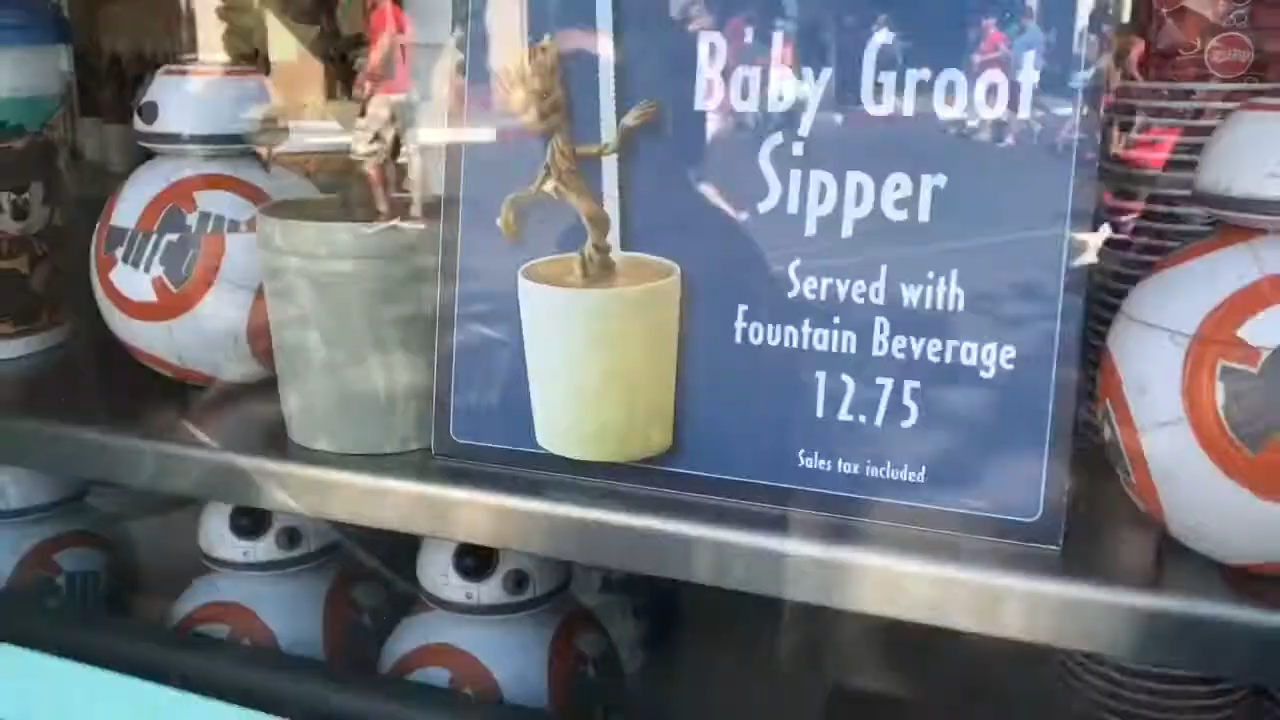 Baby Groot
Sipper
Served with
Fountain Beverage
12.75
Sales tax included